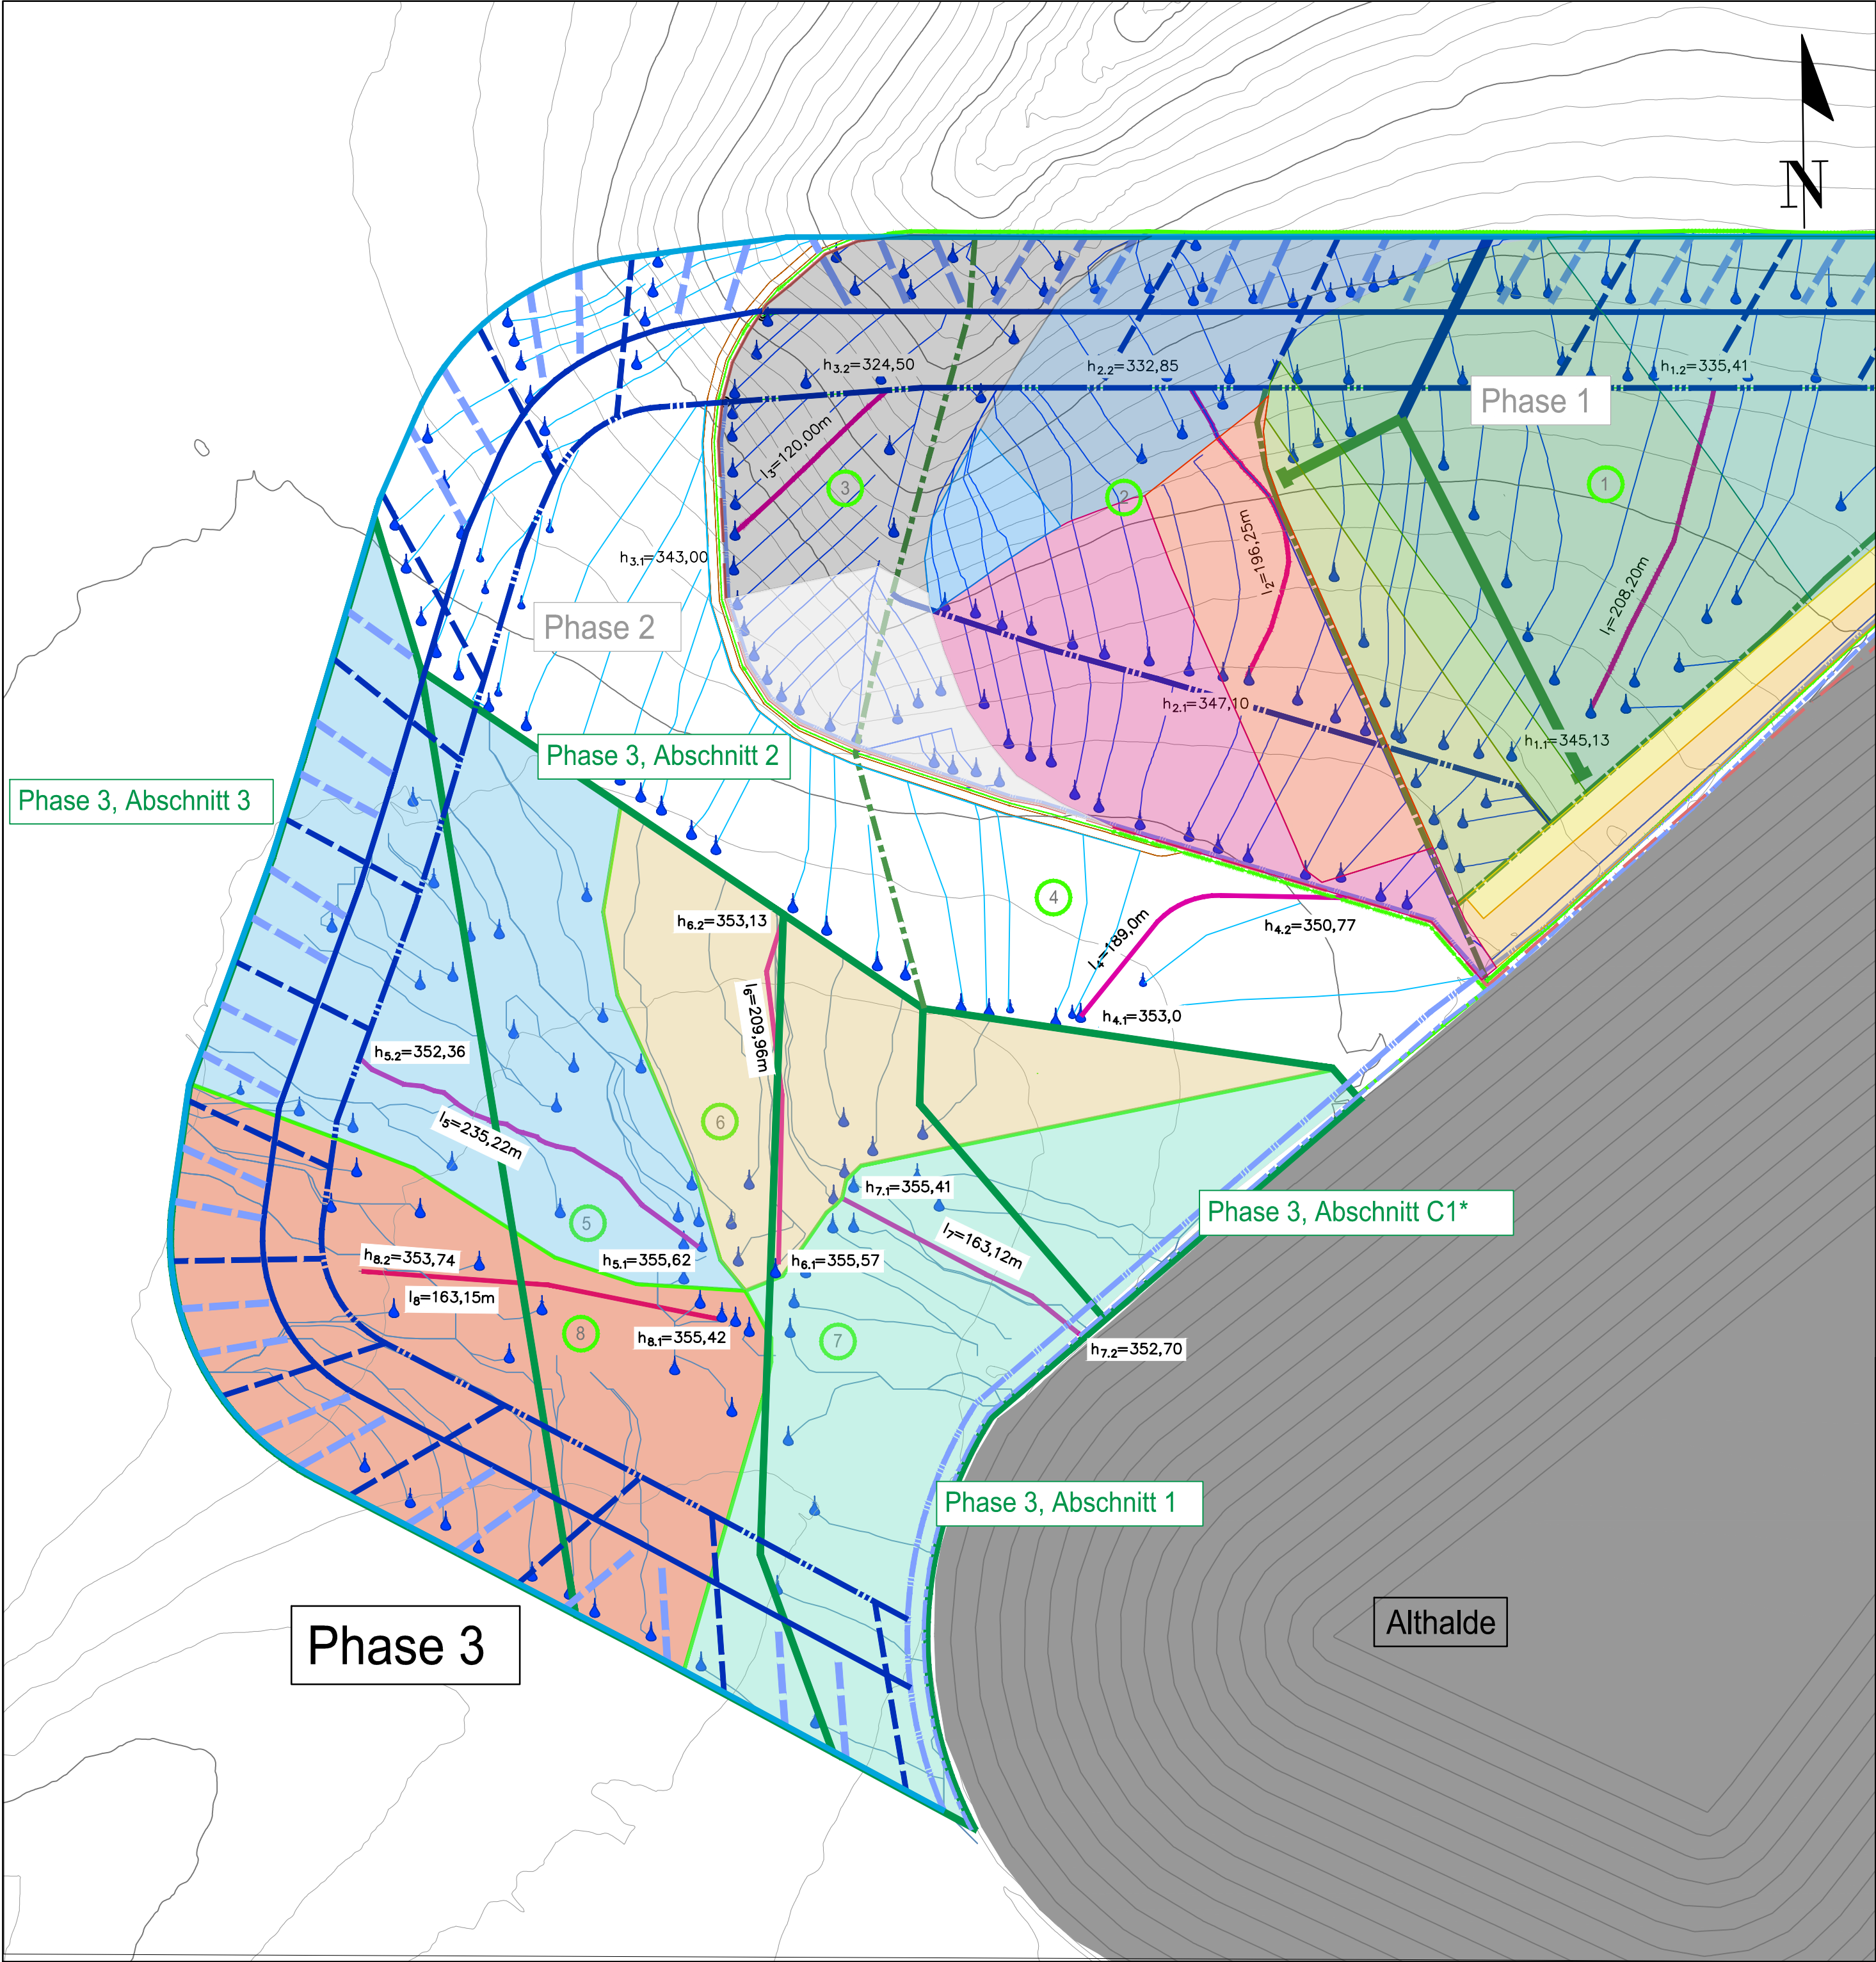 N
h3.2=324,50
h2.2=332,85
h1.2=335,41
Phase 1
l3=120,00m
3
2
1
h3.1=343,00
l2=196,25m
l1=208,20m
Phase 2
h2.1=347,10
h1.1=345,13
Phase 3, Abschnitt 2
Phase 3, Abschnitt 3
4
h6.2=353,13
l4=189,0m
h4.2=350,77
h4.1=353,0
l6=209,96m
h5.2=352,36
6
l5=235,22m
h7.1=355,41
Phase 3, Abschnitt C1*
5
l7=163,12m
h8.2=353,74
h5.1=355,62
h6.1=355,57
l8=163,15m
8
h8.1=355,42
7
h7.2=352,70
Phase 3, Abschnitt 1
Phase 3
Althalde